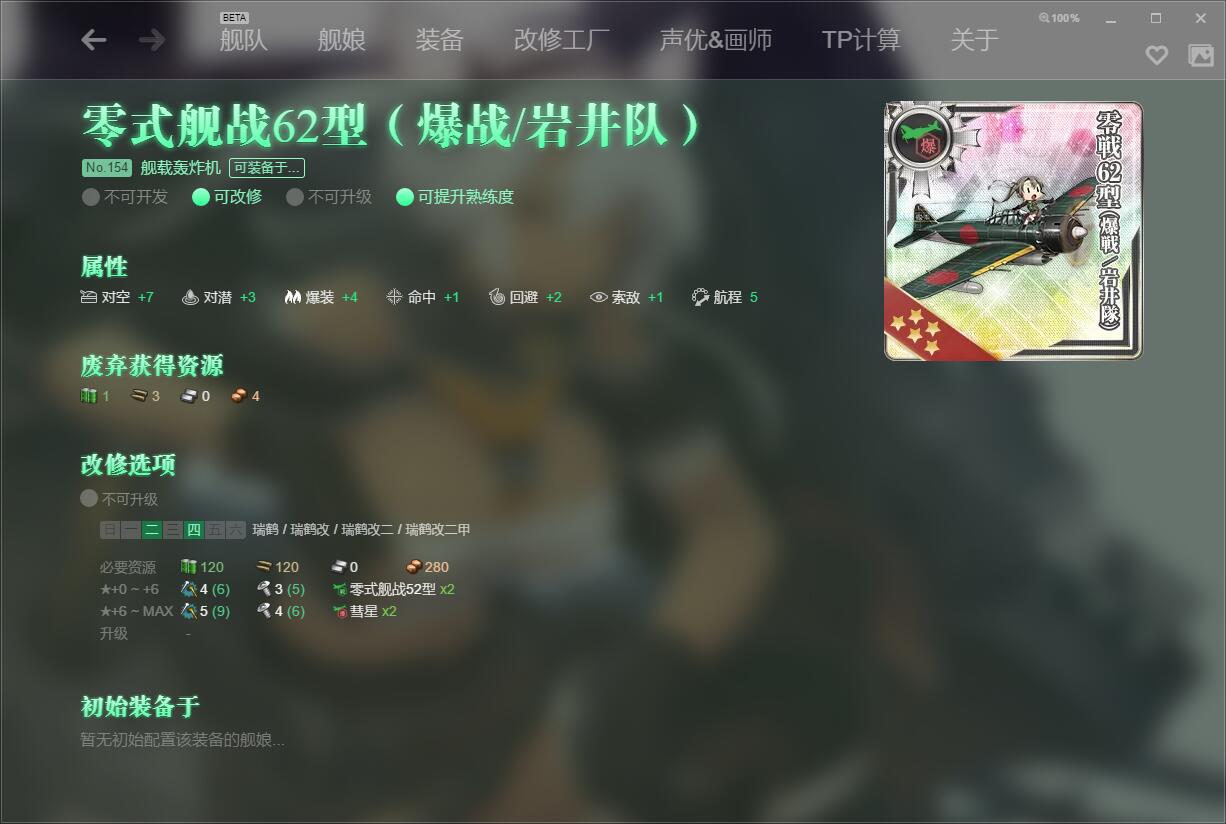 BETA
舰队 舰娘 装备 改修工厂 声优&画师 TP计算 关于
100%
零式舰战62型（爆战/岩井队）
No.154 舰载轰炸机 可装备于...
不可开发 可改修 不可升级 可提升熟练度
属性
对空 +7 对潜 +3 爆装 +4 命中 +1 回避 +2 索敌 +1 航程 5
废弃获得资源
1 3 0 4
改修选项
不可升级
日 一 二 三 四 五 六 瑞鹤 / 瑞鹤改 / 瑞鹤改二 / 瑞鹤改二甲
必要资源 120 120 0 280
★+0 ~ +6 4 (6) 3 (5) 零式舰战52型 x2
★+6 ~ MAX 5 (9) 4 (6) 彗星 x2
升级 -
初始装备于
暂无初始配置该装备的舰娘...
爆
零戦62型(爆戦／岩井隊)